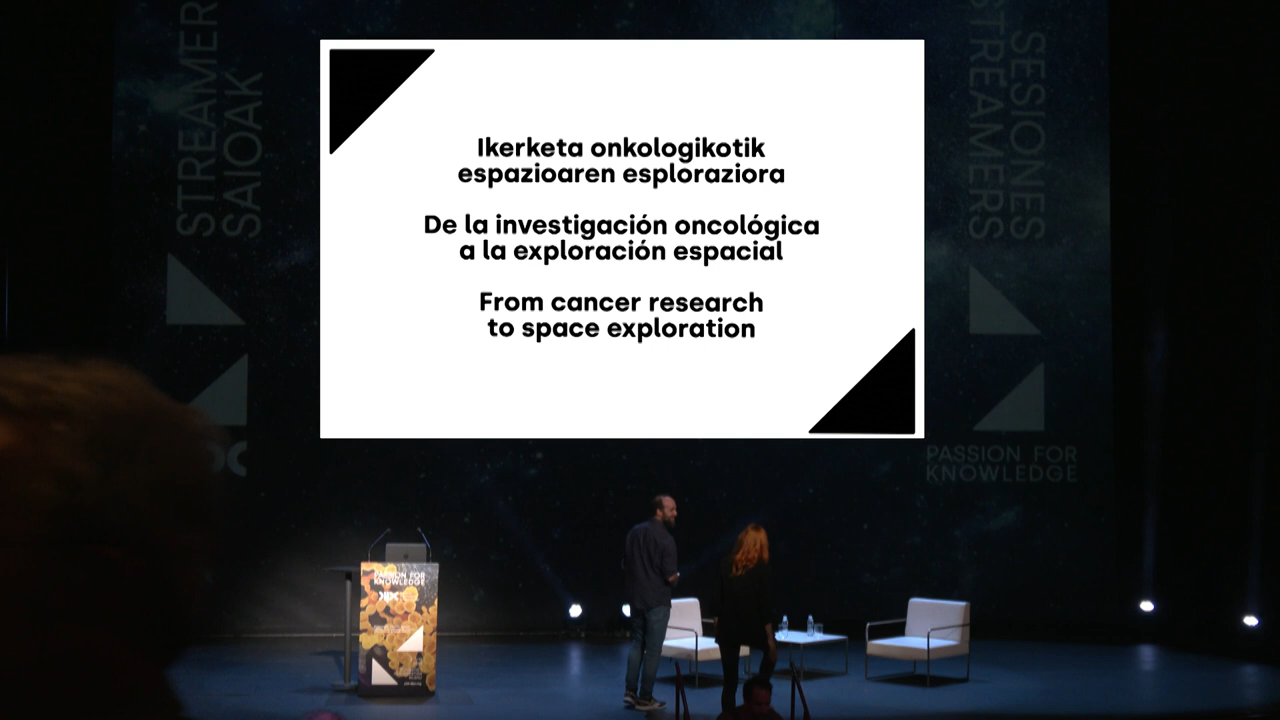 STREAMER
SAIOAK
Ikerketa onkologikotik
espazioaren esploraziora
De la investigación oncológica
a la exploración espacial
From cancer research
to space exploration
SESIONES
STREAMERS
PASSION FOR
KNOWLEDGE
PASSION FOR
KNOWLEDGE